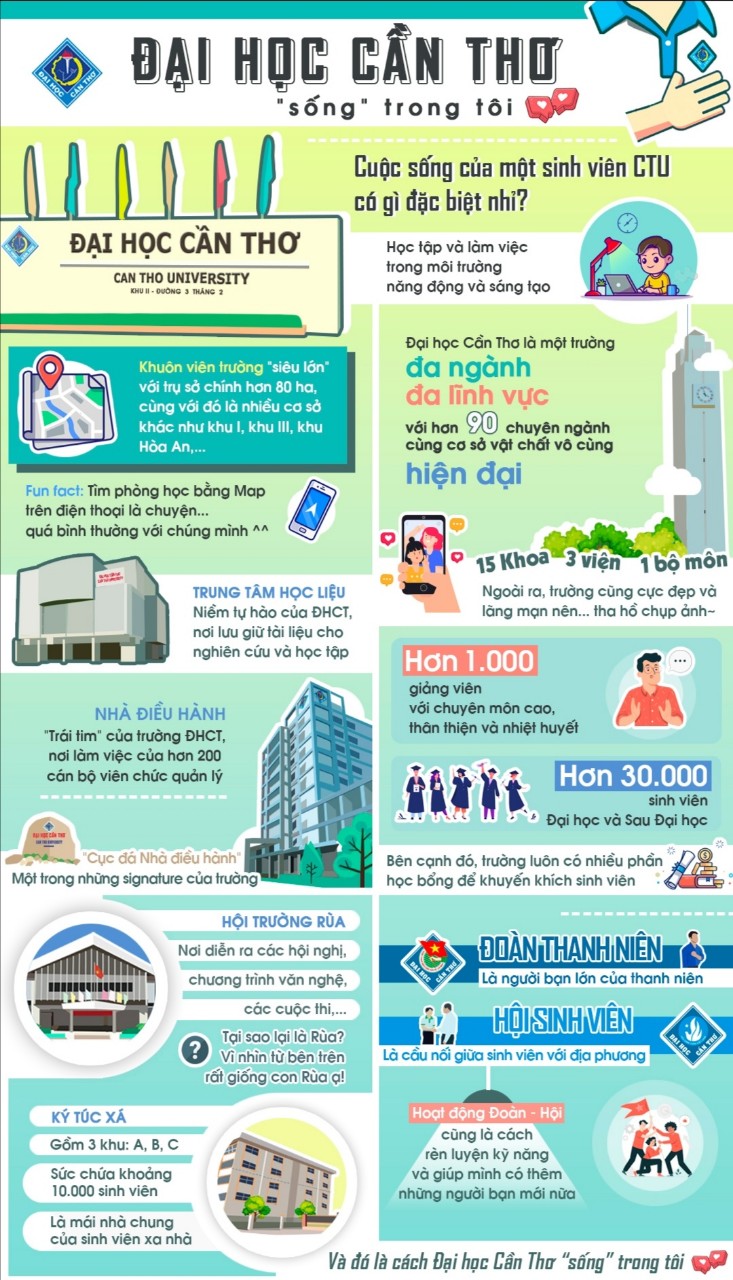 ĐẠI HỌC CẦN THƠ
ĐẠI HỌC CẦN THƠ
"sống" trong tôi
Cuộc sống của một sinh viên CTU
có gì đặc biệt nhỉ?
ĐẠI HỌC CẦN THƠ
CAN THO UNIVERSITY
KHU II - ĐƯỜNG 3 THÁNG 2
Học tập và làm việc
trong môi trường
năng động và sáng tạo
Khuôn viên trường "siêu lớn"
với trụ sở chính hơn 80 ha,
cùng với đó là nhiều cơ sở
khác như khu I, khu III, khu
Hòa An,...
Fun fact: Tìm phòng học bằng Map
trên điện thoại là chuyện...
quá bình thường với chúng mình ^^
Đại học Cần Thơ là một trường
đa ngành
đa lĩnh vực
với hơn 90 chuyên ngành
cùng cơ sở vật chất vô cùng
hiện đại
15 Khoa 3 viện 1 bộ môn
Ngoài ra, trường cũng cực đẹp và
lãng mạn nên... tha hồ chụp ảnh~
TRUNG TÂM HỌC LIỆU
Niềm tự hào của ĐHCT,
nơi lưu giữ tài liệu cho
nghiên cứu và học tập
Hơn 1.000
giảng viên
với chuyên môn cao,
thân thiện và nhiệt huyết
NHÀ ĐIỀU HÀNH
"Trái tim" của trường ĐHCT,
nơi làm việc của hơn 200
cán bộ viên chức quản lý
Hơn 30.000
sinh viên
Đại học và Sau Đại học
ĐẠI HỌC CẦN THƠ
CAN THO UNIVERSITY
"Cục đá Nhà điều hành"
Một trong những signature của trường
Bên cạnh đó, trường luôn có nhiều phần
học bổng để khuyến khích sinh viên
HỘI TRƯỜNG RÙA
Nơi diễn ra các hội nghị,
chương trình văn nghệ,
các cuộc thi,...
?
Tại sao lại là Rùa?
Vì nhìn từ bên trên
rất giống con Rùa ạ!
ĐẠI HỌC CẦN THƠ
ĐOÀN THANH NIÊN
Là người bạn lớn của thanh niên
HỘI SINH VIÊN
Là cầu nối giữa sinh viên với địa phương
ĐẠI HỌC CẦN THƠ
KÝ TÚC XÁ
Gồm 3 khu: A, B, C
Sức chứa khoảng
10.000 sinh viên
Là mái nhà chung
của sinh viên xa nhà
Hoạt động Đoàn - Hội
cũng là cách
rèn luyện kỹ năng
và giúp mình có thêm
những người bạn mới nữa
Và đó là cách Đại học Cần Thơ "sống" trong tôi